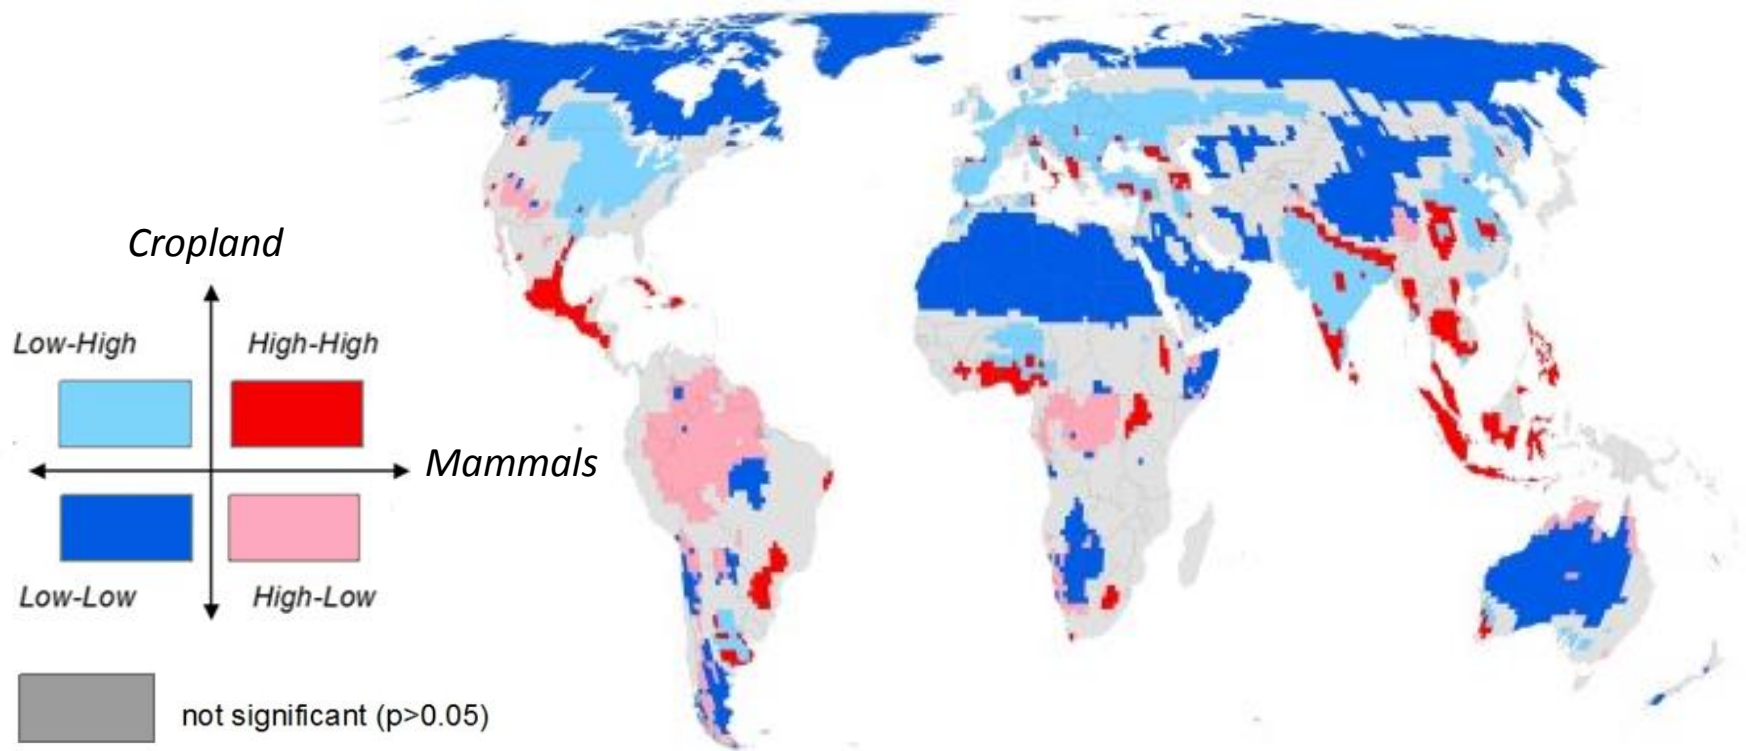 Cropland
Low-High
High-High
Mammals
Low-Low
High-Low
not significant (p>0.05)